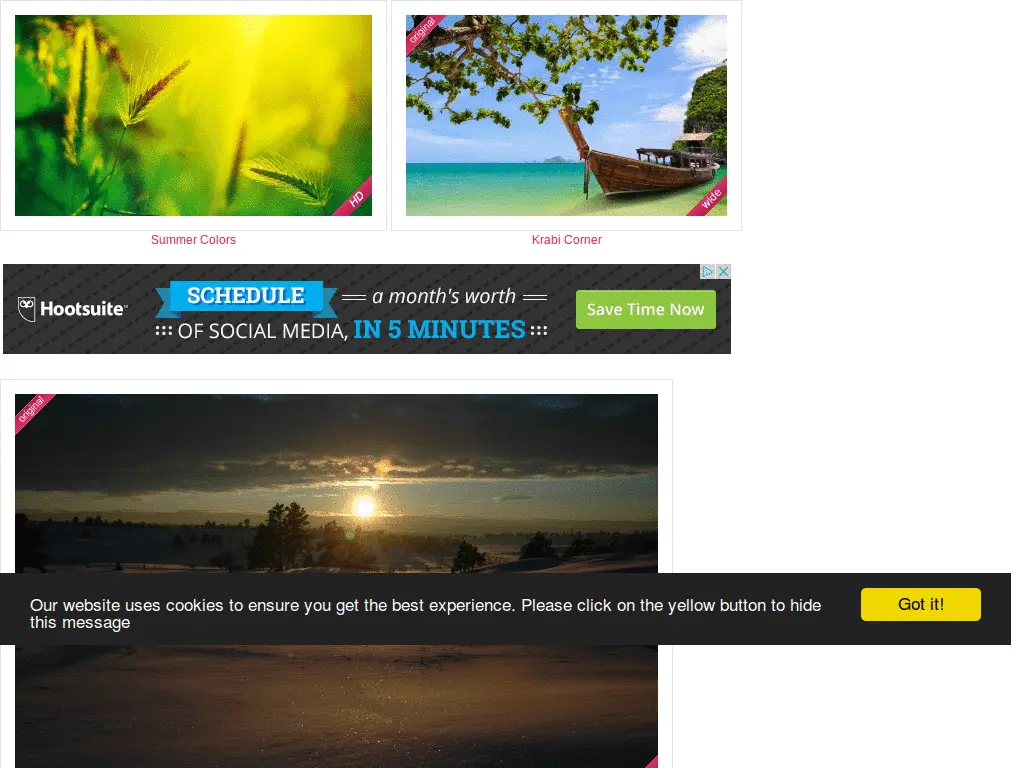 original
HD
wide
Summer Colors
Krabi Corner
Hootsuite™
SCHEDULE a month's worth
OF SOCIAL MEDIA, IN 5 MINUTES
Save Time Now
original
Our website uses cookies to ensure you get the best experience. Please click on the yellow button to hide
this message
Got it!